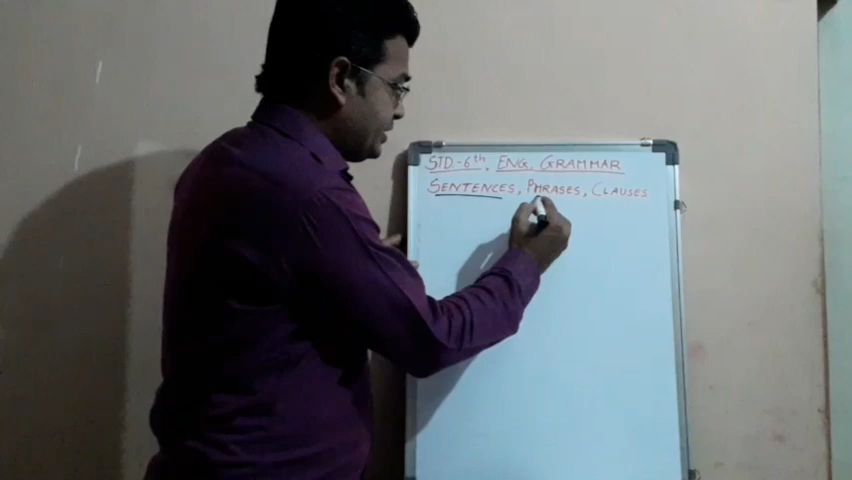 STD.-6th. ENG. GRAMMAR
SENTENCES, PHRASES, CLAUSES